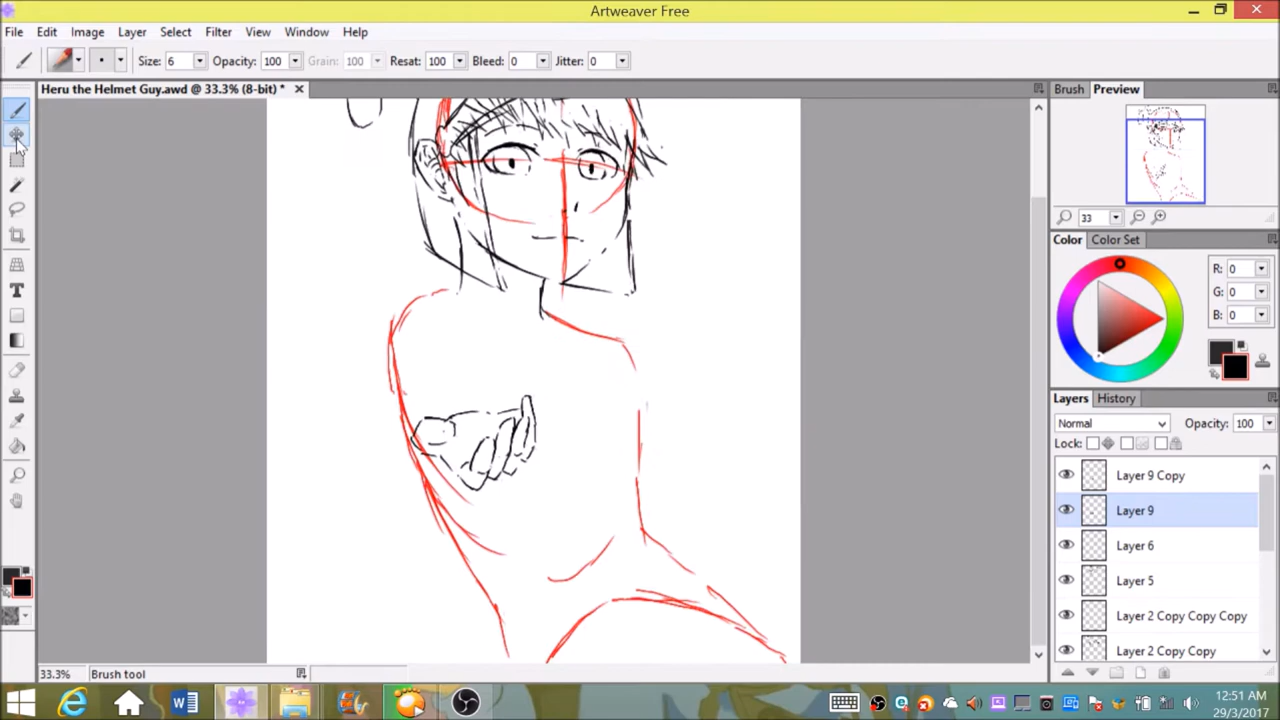 Artweaver Free
File Edit Image Layer Select Filter View Window Help
Size: 6 Opacity: 100 Grain: 100 Resat: 100 Bleed: 0 Jitter: 0
Heru the Helmet Guy.awd @ 33.3% (8-bit) *
Brush Preview
33
Color Color Set
R: 0
G: 0
B: 0
Layers History
Normal Opacity: 100
Lock:
Layer 9 Copy
Layer 9
Layer 6
Layer 5
Layer 2 Copy Copy Copy
Layer 2 Copy Copy
33.3% Brush tool
12:51 AM
29/3/2017